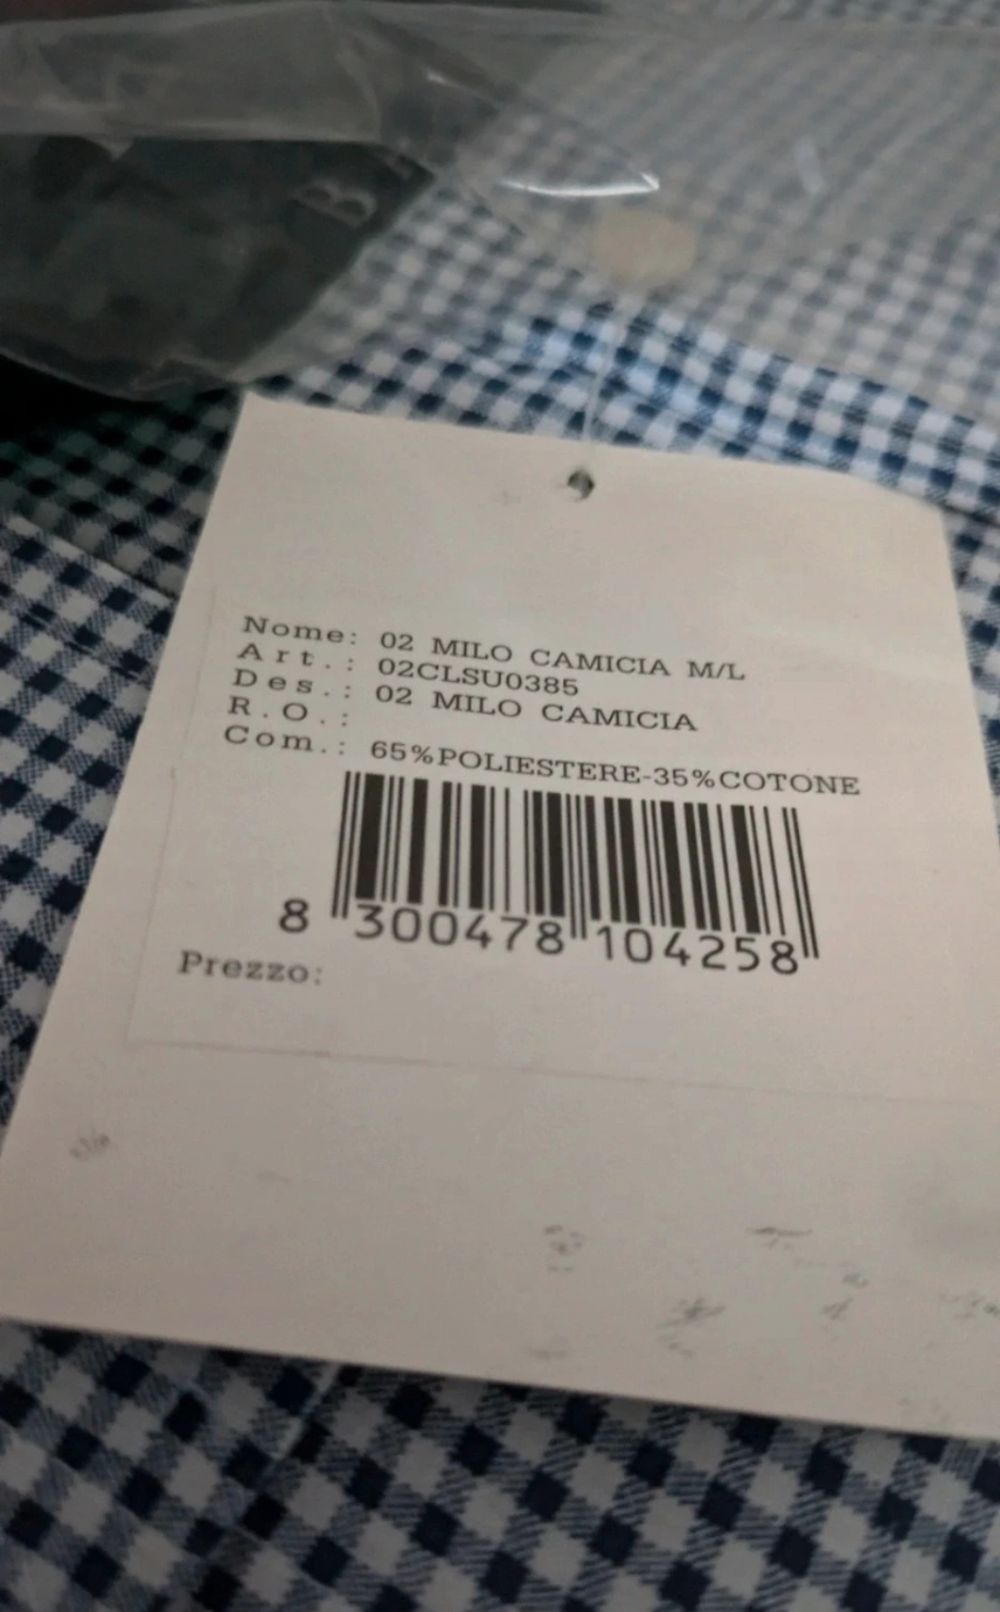 B
Nome: 02 MILO CAMICIA M/L
Art.: 02CLSU0385
Des.: 02 MILO CAMICIA
R.O.:
Com.: 65%POLIESTERE-35%COTONE
8 300478 104258
Prezzo: